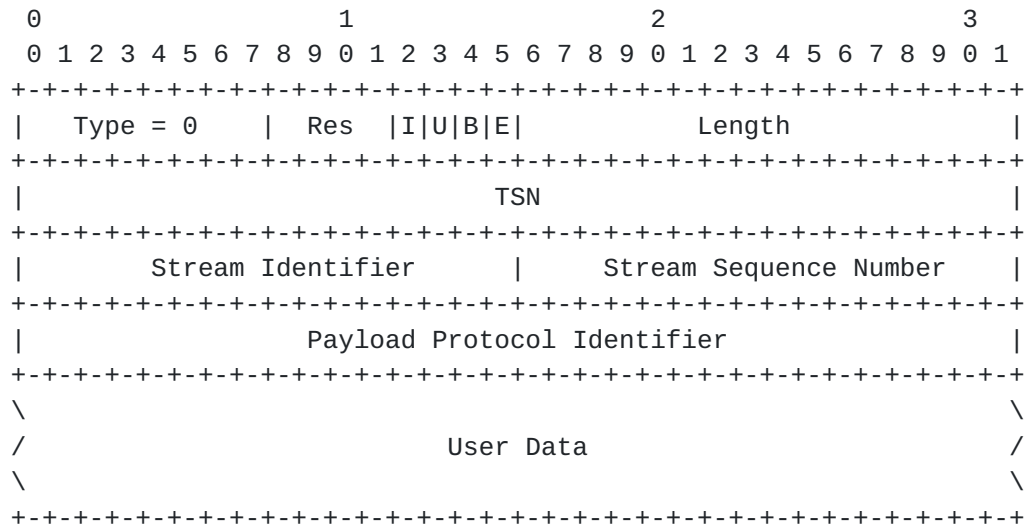 0                   1                   2                   3
 0 1 2 3 4 5 6 7 8 9 0 1 2 3 4 5 6 7 8 9 0 1 2 3 4 5 6 7 8 9 0 1
+-+-+-+-+-+-+-+-+-+-+-+-+-+-+-+-+-+-+-+-+-+-+-+-+-+-+-+-+-+-+-+-+
|   Type = 0    |  Res  |I|U|B|E|           Length              |
+-+-+-+-+-+-+-+-+-+-+-+-+-+-+-+-+-+-+-+-+-+-+-+-+-+-+-+-+-+-+-+-+
|                              TSN                              |
+-+-+-+-+-+-+-+-+-+-+-+-+-+-+-+-+-+-+-+-+-+-+-+-+-+-+-+-+-+-+-+-+
|        Stream Identifier      |     Stream Sequence Number    |
+-+-+-+-+-+-+-+-+-+-+-+-+-+-+-+-+-+-+-+-+-+-+-+-+-+-+-+-+-+-+-+-+
|                  Payload Protocol Identifier                  |
+-+-+-+-+-+-+-+-+-+-+-+-+-+-+-+-+-+-+-+-+-+-+-+-+-+-+-+-+-+-+-+-+
\                                                               \
/                           User Data                           /
\                                                               \
+-+-+-+-+-+-+-+-+-+-+-+-+-+-+-+-+-+-+-+-+-+-+-+-+-+-+-+-+-+-+-+-+